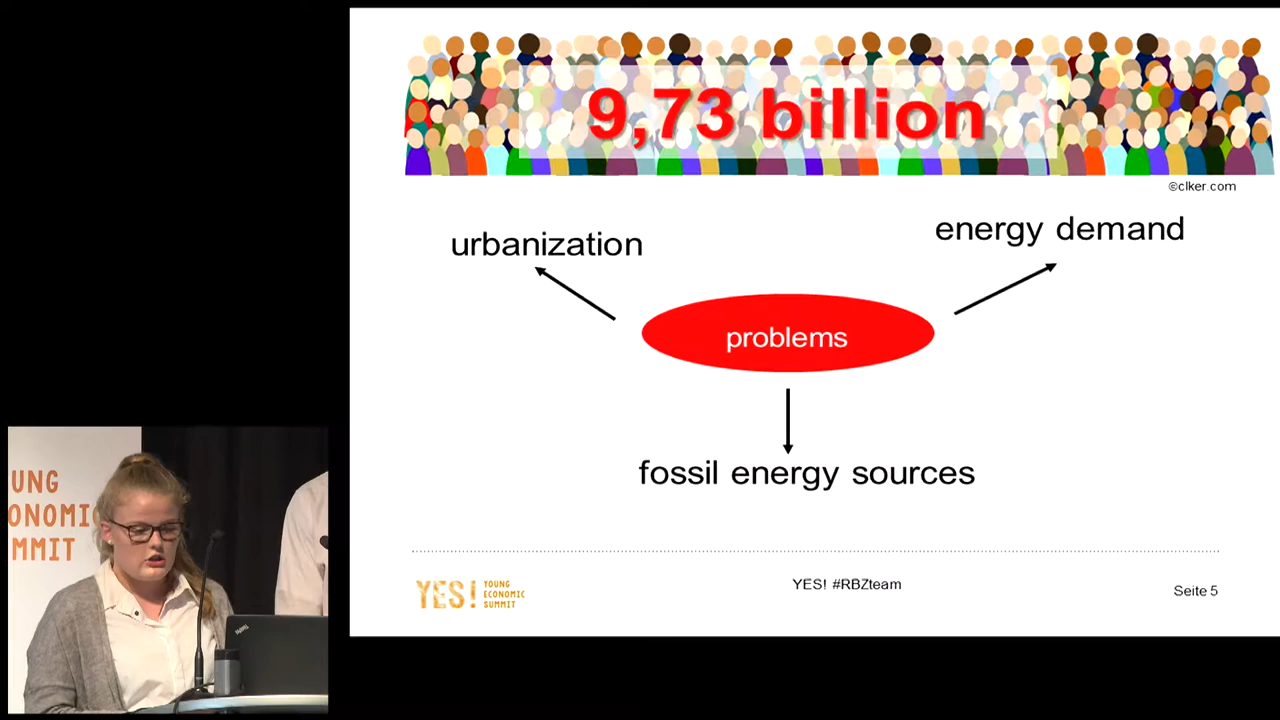 9,73 billion
©clker.com
urbanization
energy demand
problems
fossil energy sources
YES!
YOUNG
ECONOMIC
SUMMIT
YES! #RBZteam
Seite 5
UNG
ONOMIC
MMIT